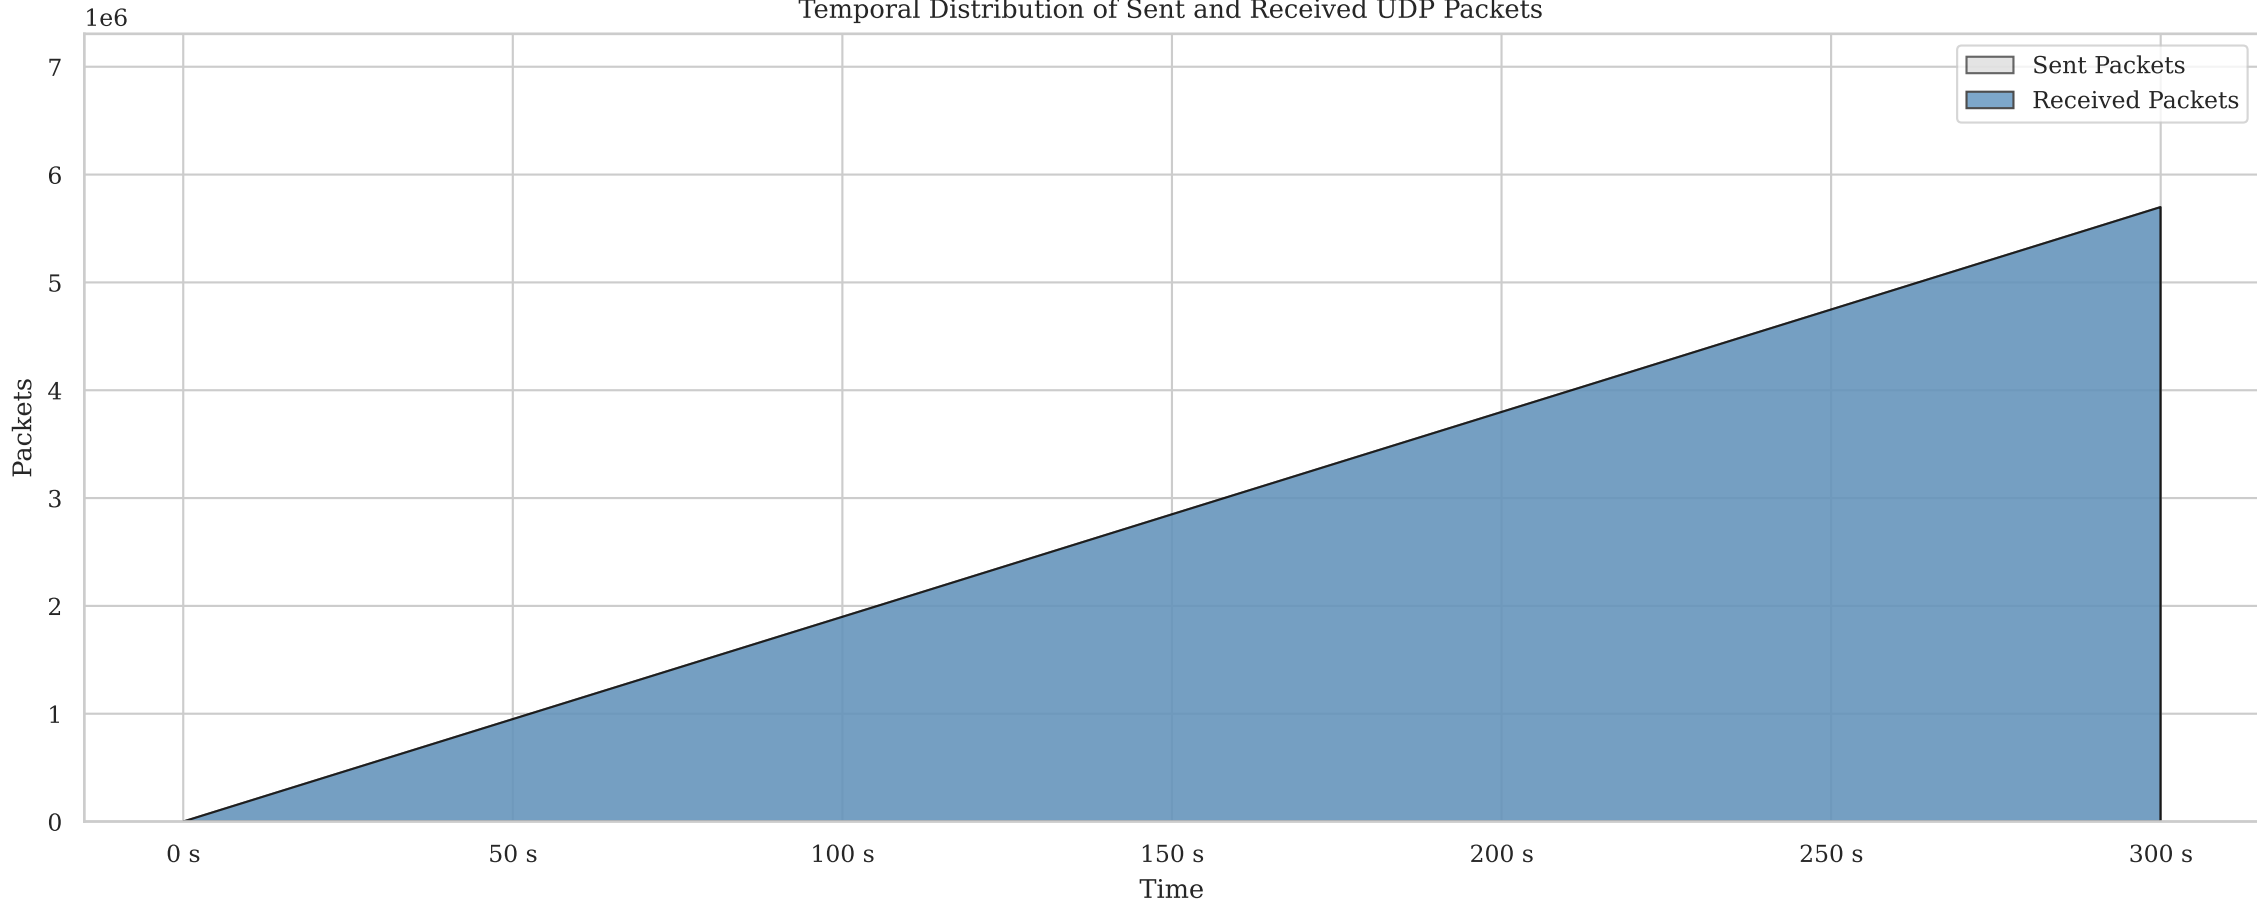 Temporal Distribution of Sent and Received UDP Packets
1e6
7
6
5
4
3
2
1
0
Packets
Sent Packets
Received Packets
0 s
50 s
100 s
150 s
200 s
250 s
300 s
Time